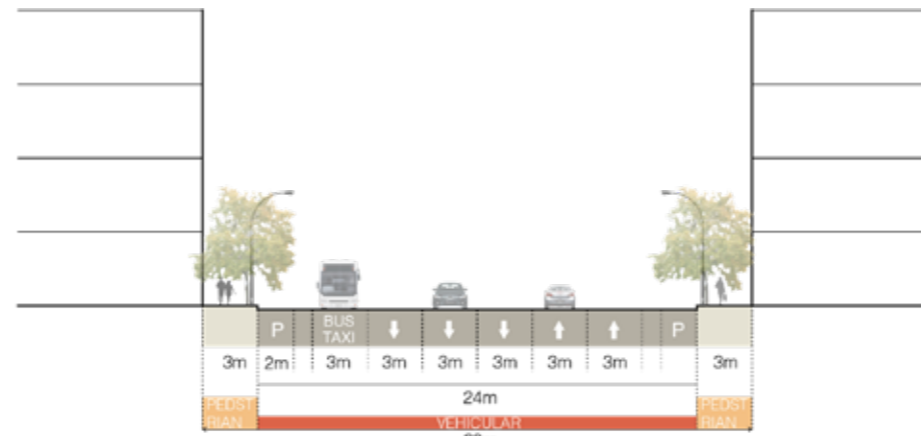 P BUS TAXI P
3m 2m 3m 3m 3m 3m 3m 3m 3m
24m
PEDST RIAN VEHICULAR PEDST RIAN